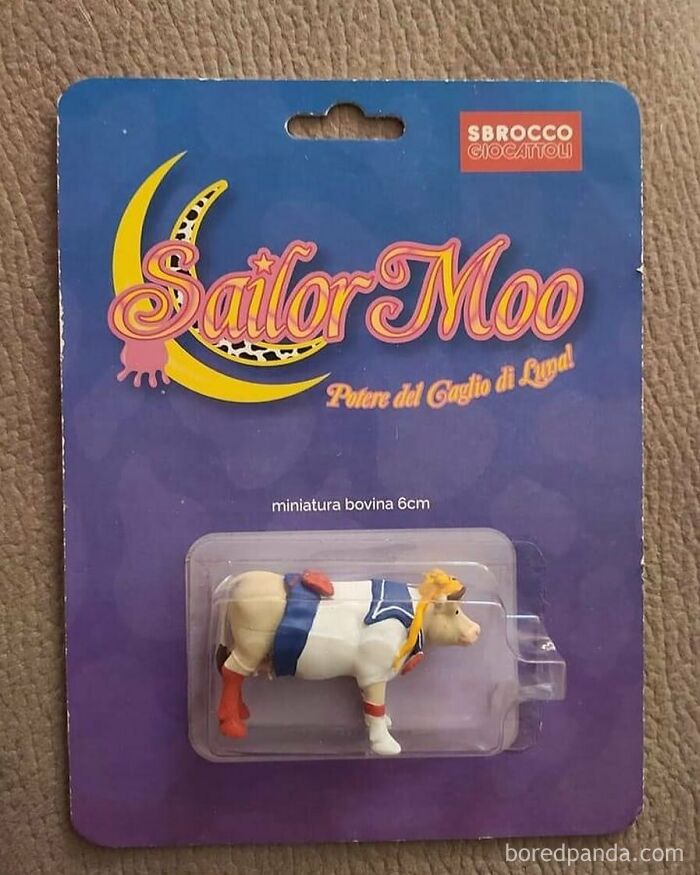 SBROCCO
GIOCATTOLI
Sailor Moo
Potere del Caglio di Luna!
miniatura bovina 6cm
boredpanda.com